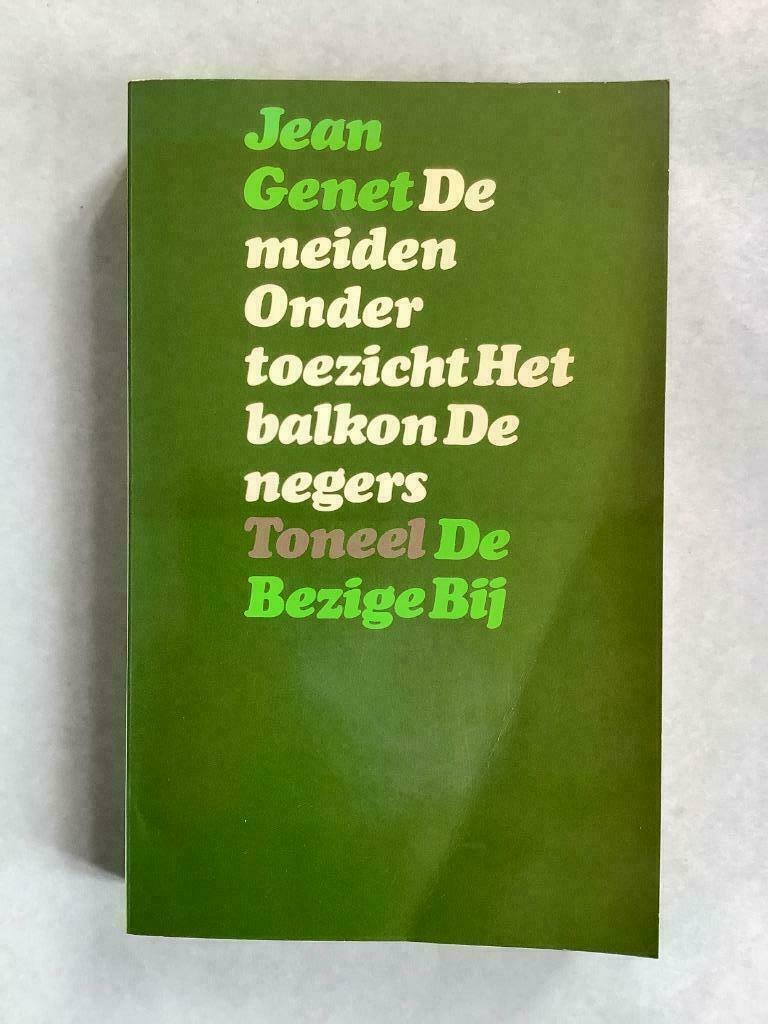 Jean
Genet De
meiden
Onder
toezicht Het
balkon De
negers
Toneel De
Bezige Bij